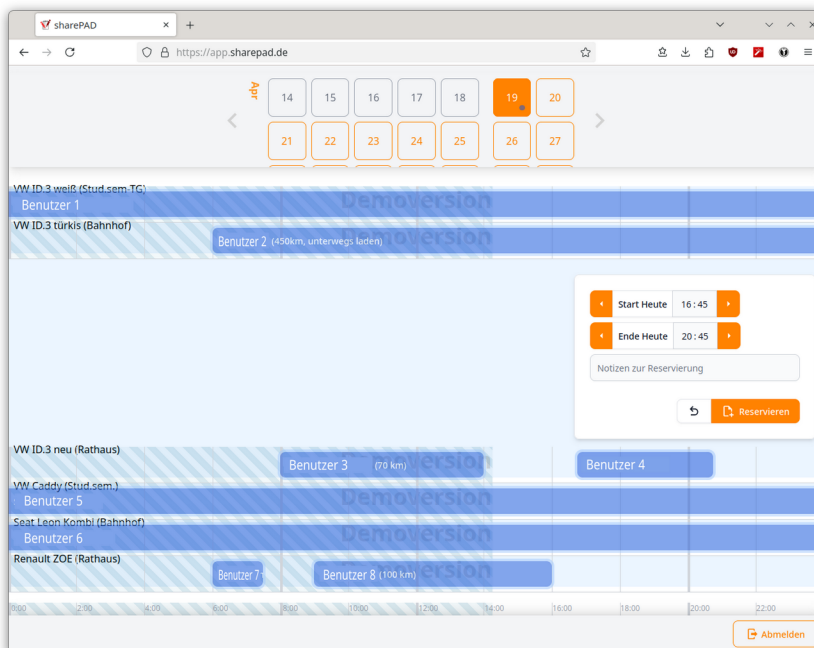 sharePAD
https://app.sharepad.de
Apr
14 15 16 17 18 19 20
21 22 23 24 25 26 27
VW ID.3 weiß (Stud.sem-TG)
Demoversion
Benutzer 1
VW ID.3 türkis (Bahnhof)
Demoversion
Benutzer 2 (450km, unterwegs laden)
Start Heute 16:45
Ende Heute 20:45
Notizen zur Reservierung
Reservieren
VW ID.3 neu (Rathaus)
Demoversion
Benutzer 3 (70 km) Benutzer 4
VW Caddy (Stud.sem.)
Demoversion
Benutzer 5
Seat Leon Kombi (Bahnhof)
Demoversion
Benutzer 6
Renault ZOE (Rathaus)
Demoversion
Benutzer 7 Benutzer 8 (100 km)
0:00 2:00 4:00 6:00 8:00 10:00 12:00 14:00 16:00 18:00 20:00 22:00
Abmelden